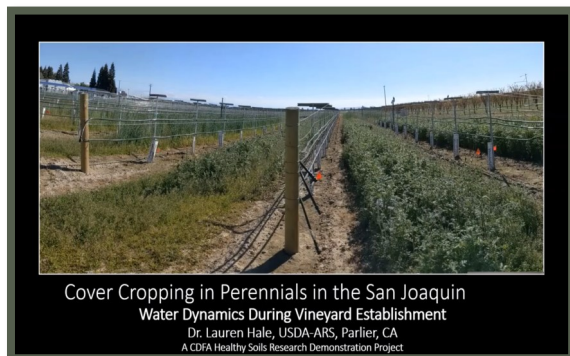 Cover Cropping in Perennials in the San Joaquin
Water Dynamics During Vineyard Establishment
Dr. Lauren Hale, USDA-ARS, Parlier, CA
A CDFA Healthy Soils Research Demonstration Project